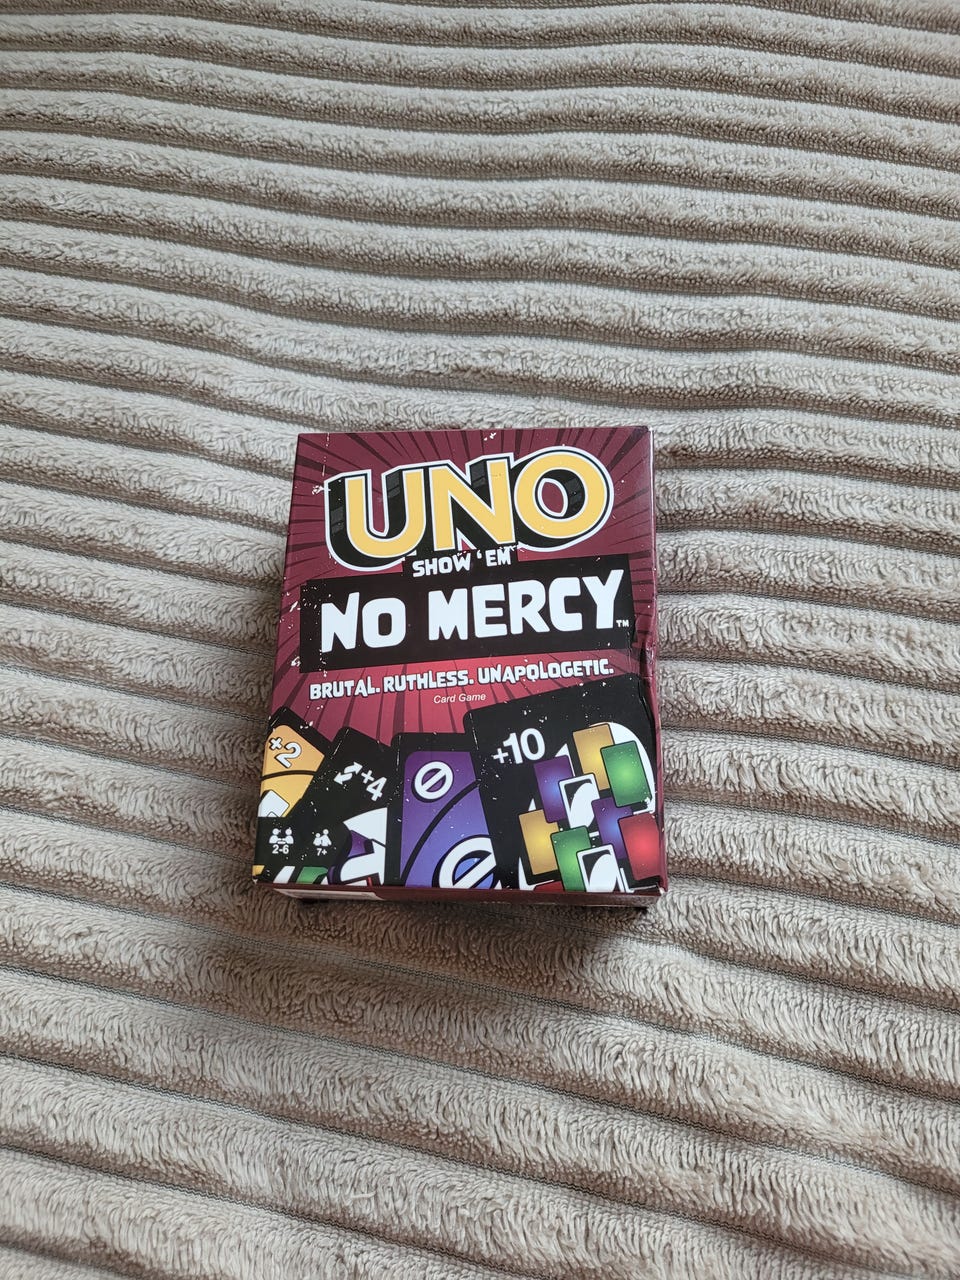 UNO
SHOW 'EM
NO MERCY™
BRUTAL. RUTHLESS. UNAPOLOGETIC.
Card Game
+2
+4
+10
2-6
7+